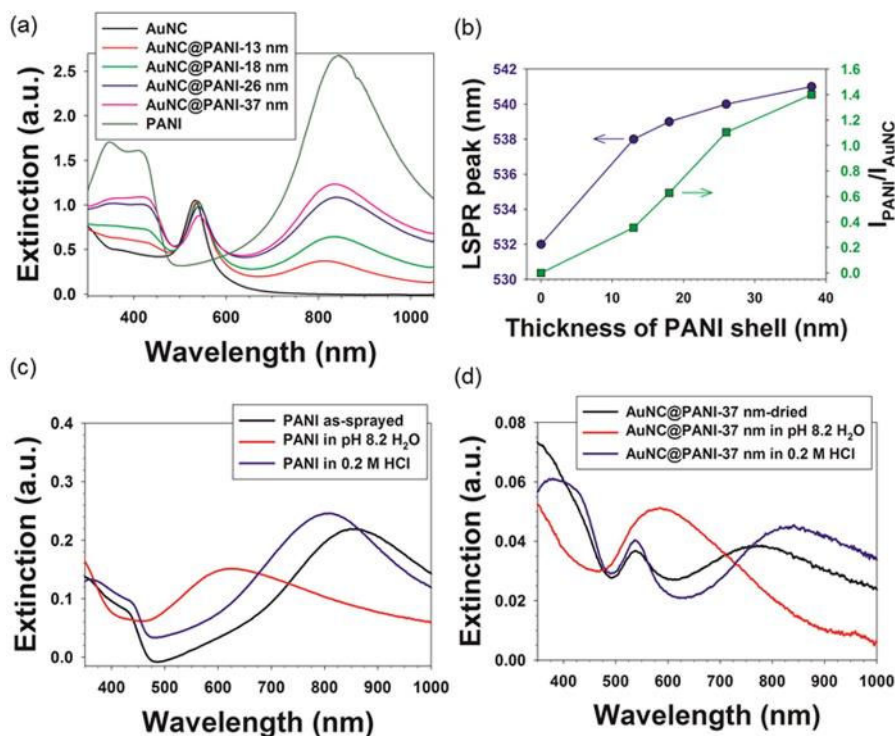 (a)
AuNC
AuNC@PANI-13 nm
AuNC@PANI-18 nm
AuNC@PANI-26 nm
AuNC@PANI-37 nm
PANI
Extinction (a.u.)
2.5
2.0
1.5
1.0
0.5
0.0
400 600 800 1000
Wavelength (nm)
(b)
LSPR peak (nm)
542
540
538
536
534
532
530
1.6
1.4
1.2
1.0
0.8
0.6
0.4
0.2
0.0
I_PANI/I_AuNC
0 10 20 30 40
Thickness of PANI shell (nm)
(c)
PANI as-sprayed
PANI in pH 8.2 H₂O
PANI in 0.2 M HCl
Extinction (a.u.)
0.4
0.3
0.2
0.1
0.0
400 500 600 700 800 900 1000
Wavelength (nm)
(d)
AuNC@PANI-37 nm-dried
AuNC@PANI-37 nm in pH 8.2 H₂O
AuNC@PANI-37 nm in 0.2 M HCl
Extinction (a.u.)
0.08
0.06
0.04
0.02
0.00
400 500 600 700 800 900 1000
Wavelength (nm)